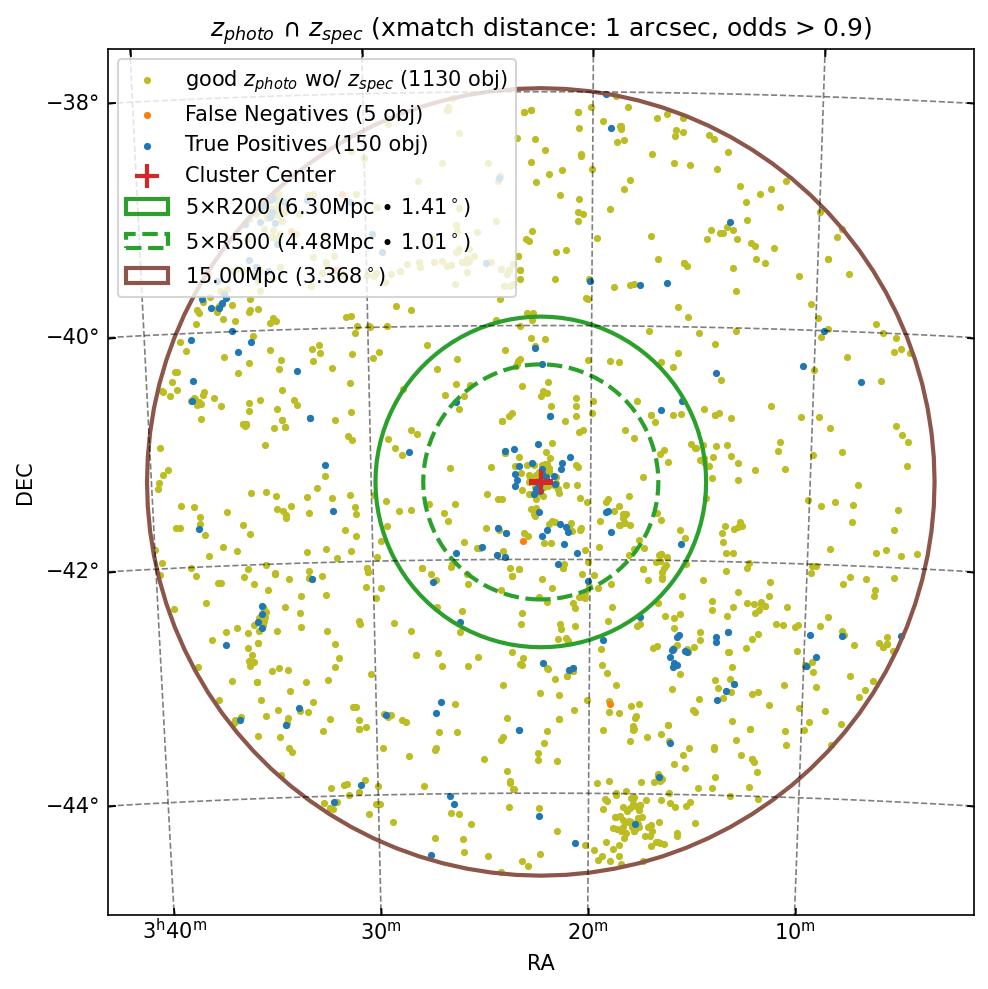 z_photo ∩ z_spec (xmatch distance: 1 arcsec, odds > 0.9)
good z_photo wo/ z_spec (1130 obj)
False Negatives (5 obj)
True Positives (150 obj)
Cluster Center
5×R200 (6.30Mpc • 1.41°)
5×R500 (4.48Mpc • 1.01°)
15.00Mpc (3.368°)
−38°
−40°
−42°
−44°
DEC
3h40m 30m 20m 10m
RA